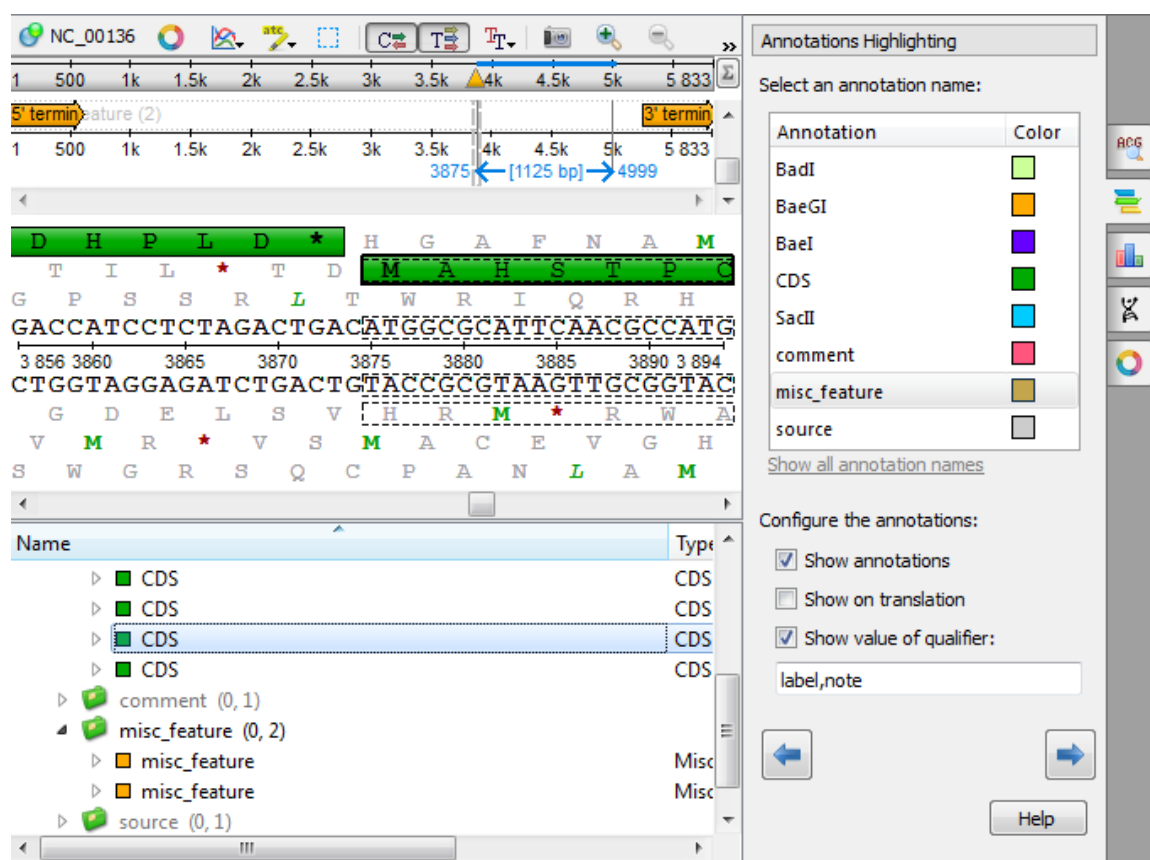 NC_00136 atc C T TT »
1 500 1k 1.5k 2k 2.5k 3k 3.5k 4k 4.5k 5k 5 833 Σ
5' termin eature (2) 3' termin
1 500 1k 1.5k 2k 2.5k 3k 3.5k 4k 4.5k 5k 5 833
3875 [1125 bp] 4999
D H P L D * H G A F N A M
T I L * T D M A H S T P C
G P S S R L T W R I Q R H
GACCATCCTCTAGACTGACATGGCGCATTCAACGCCATG
3 856 3860 3865 3870 3875 3880 3885 3890 3 894
CTGGTAGGAGATCTGACTGTACCGCGTAAGTTGCGGTAC
G D E L S V H R M * R W A
V M R * V S M A C E V G H
S W G R S Q C P A N L A M
Name Type
CDS CDS
CDS CDS
CDS CDS
CDS CDS
comment (0, 1)
misc_feature (0, 2)
misc_feature Misc
misc_feature Misc
source (0, 1)
Annotations Highlighting
Select an annotation name:
Annotation Color
BadI
BaeGI
BaeI
CDS
SacII
comment
misc_feature
source
Show all annotation names
Configure the annotations:
Show annotations
Show on translation
Show value of qualifier:
label,note
Help
ACG